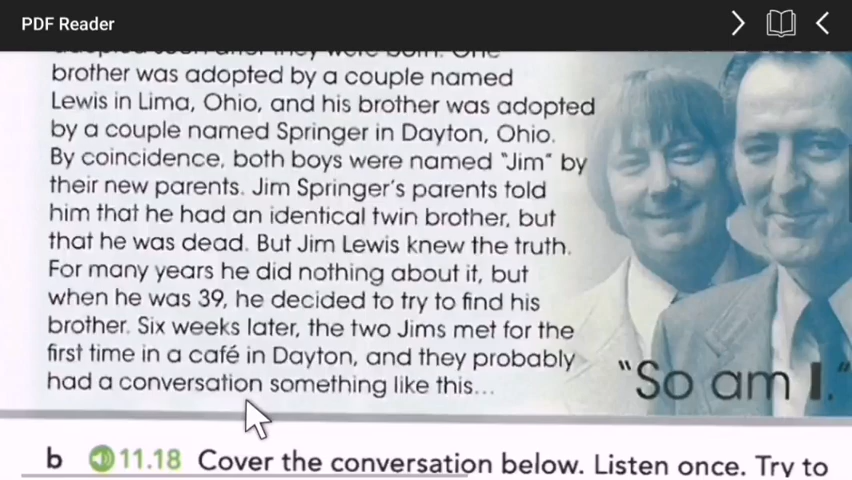 PDF Reader
brother was adopted by a couple named
Lewis in Lima, Ohio, and his brother was adopted
by a couple named Springer in Dayton, Ohio.
By coincidence, both boys were named "Jim" by
their new parents. Jim Springer's parents told
him that he had an identical twin brother, but
that he was dead. But Jim Lewis knew the truth.
For many years he did nothing about it, but
when he was 39, he decided to try to find his
brother. Six weeks later, the two Jims met for the
first time in a café in Dayton, and they probably
had a conversation something like this...
"So am I."
b 11.18 Cover the conversation below. Listen once. Try to